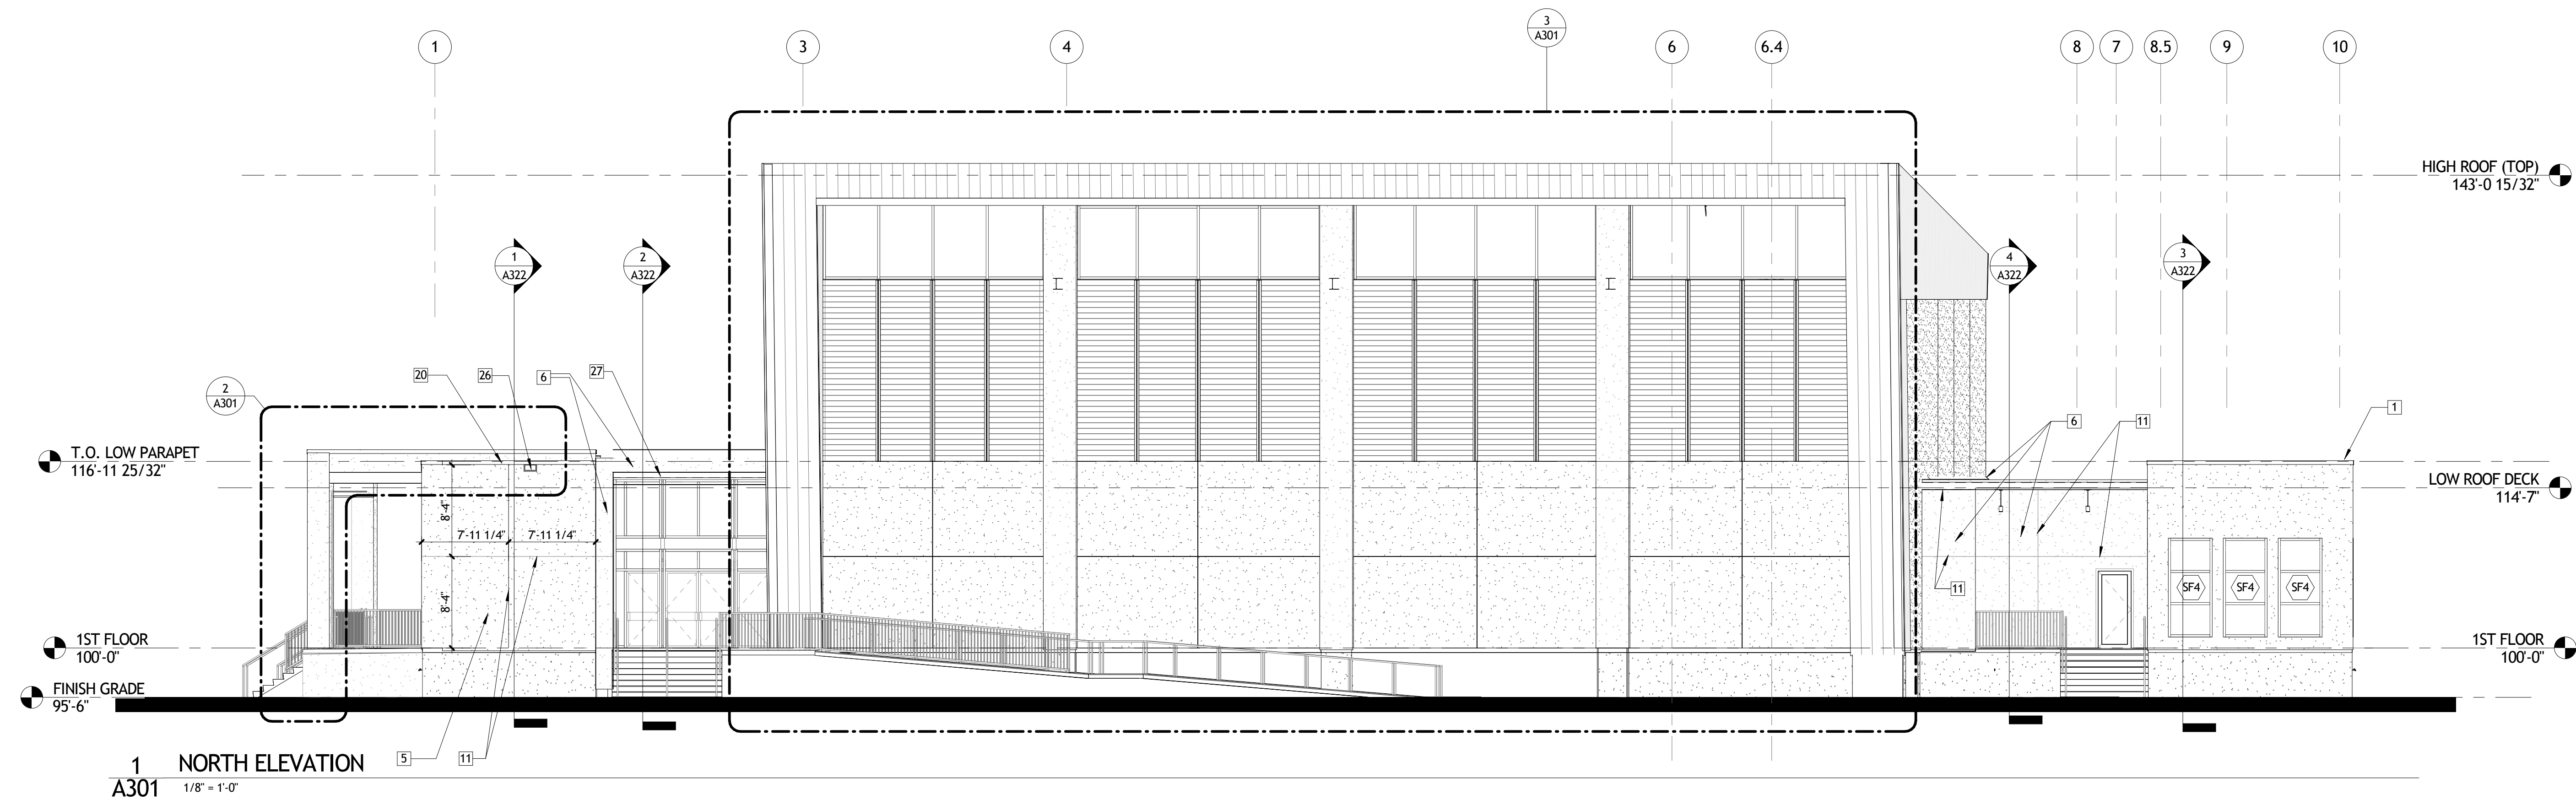 1
3
4
3
A301
6
6.4
8
7
8.5
9
10
HIGH ROOF (TOP)
143'-0 15/32"
1
A322
2
A322
4
A322
3
A322
20
26
6
27
2
A301
1
6
11
T.O. LOW PARAPET
116'-11 25/32"
LOW ROOF DECK
114'-7"
8'-4"
7'-11 1/4"
7'-11 1/4"
8'-4"
11
SF4
SF4
SF4
1ST FLOOR
100'-0"
1ST FLOOR
100'-0"
FINISH GRADE
95'-6"
5
11
1
NORTH ELEVATION
A301
1/8" = 1'-0"